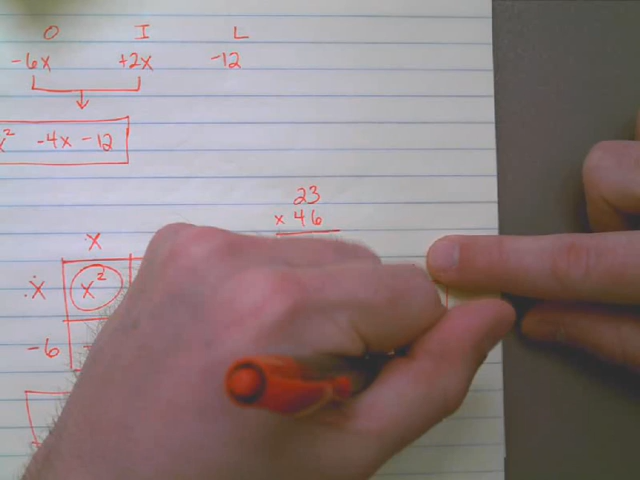 O I L
-6x +2x -12
x² -4x -12
23
x 46
x
x x²
-6